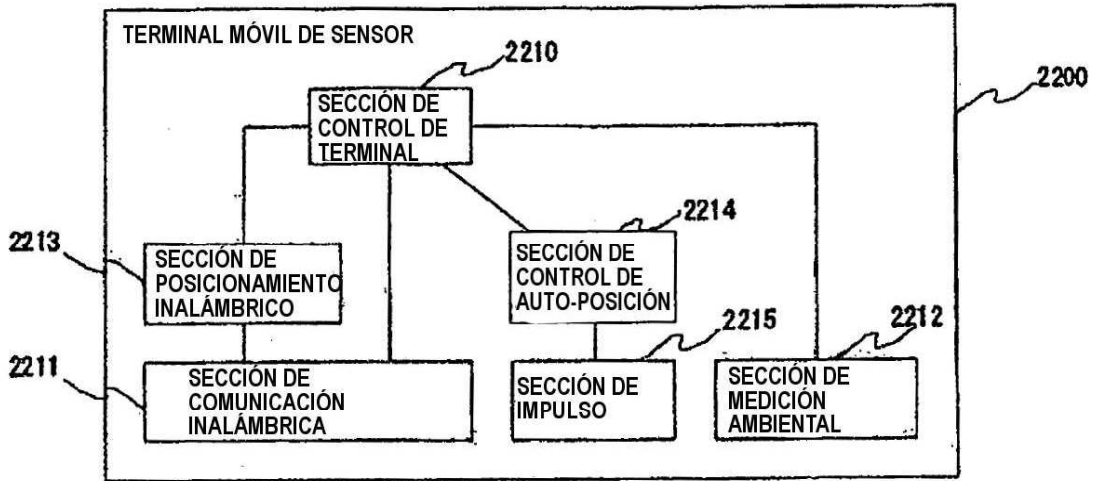 TERMINAL MÓVIL DE SENSOR
2210
2200
SECCIÓN DE
CONTROL DE
TERMINAL
2214
2213
SECCIÓN DE
POSICIONAMIENTO
INALÁMBRICO
SECCIÓN DE
CONTROL DE
AUTO-POSICIÓN
2215
2212
2211
SECCIÓN DE
COMUNICACIÓN
INALÁMBRICA
SECCIÓN DE
IMPULSO
SECCIÓN DE
MEDICIÓN
AMBIENTAL